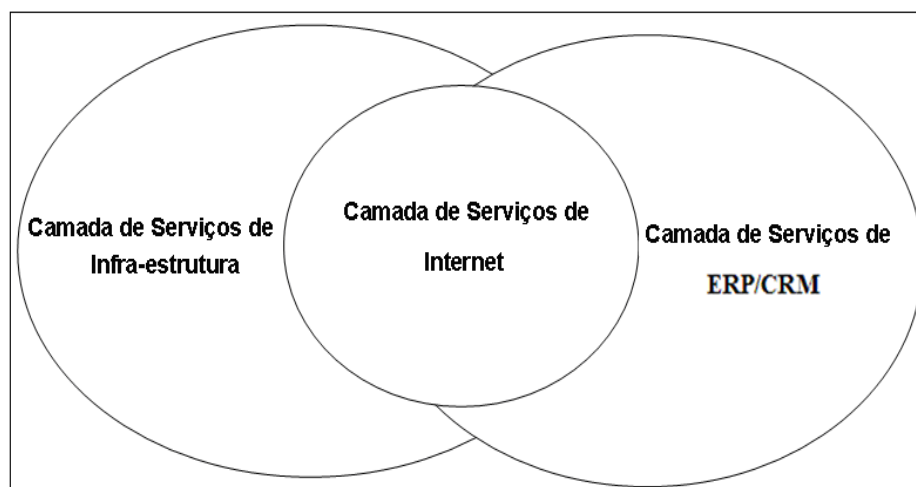 Camada de Serviços de
Infra-estrutura
Camada de Serviços de
Internet
Camada de Serviços de
ERP/CRM